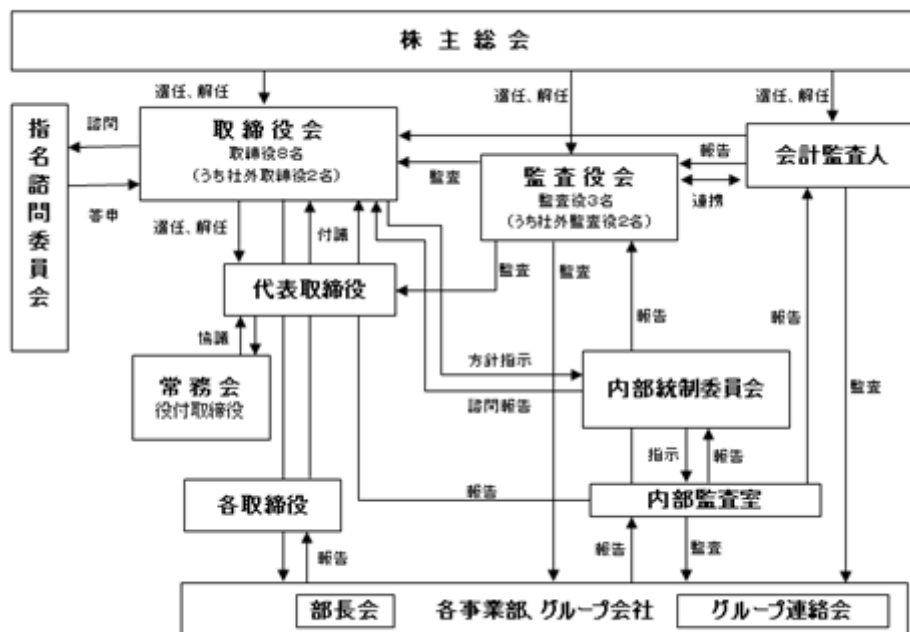 株主総会
選任、解任
選任、解任
選任、解任
指名諮問委員会
諮問
答申
取締役会
取締役8名
(うち社外取締役2名)
監査
監査役会
監査役3名
(うち社外監査役2名)
報告
連携
会計監査人
選任、解任
付議
監査
監査
代表取締役
報告
報告
協議
方針指示
常務会
役付取締役
諮問報告
内部統制委員会
監査
指示
報告
各取締役
報告
内部監査室
報告
報告
監査
部長会
各事業部、グループ会社
グループ連絡会